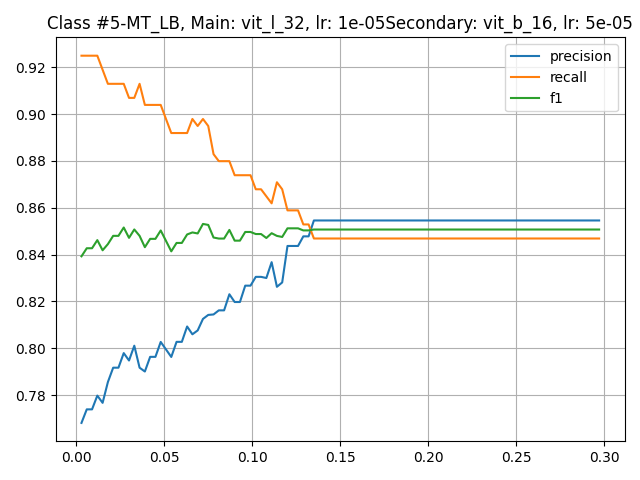 Class #5-MT_LB, Main: vit_l_32, lr: 1e-05Secondary: vit_b_16, lr: 5e-05
precision
recall
f1
0.92
0.90
0.88
0.86
0.84
0.82
0.80
0.78
0.00 0.05 0.10 0.15 0.20 0.25 0.30